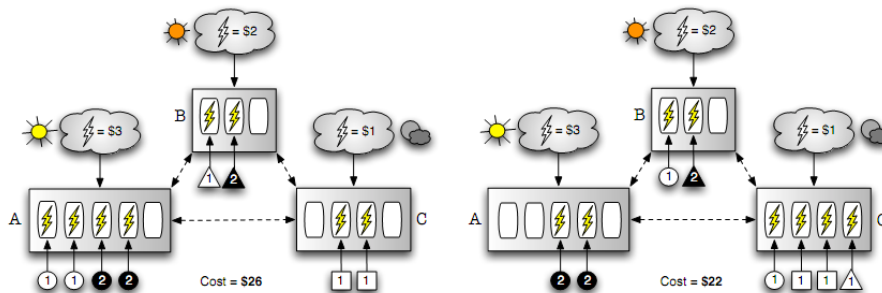 = $2
= $3
B
= $1
A
C
1
2
1
1
2
2
1
1
Cost = $26
= $2
= $3
B
= $1
A
C
1
2
2
2
1
1
1
1
Cost = $22